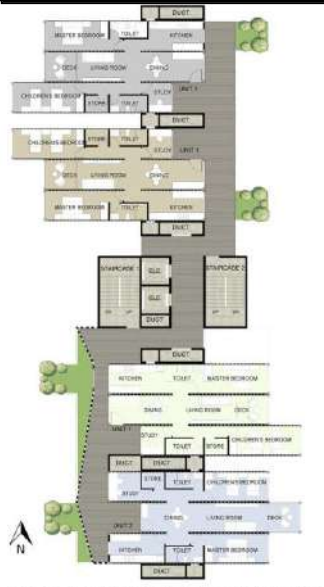 DUCT
MASTER BEDROOM TOILET KITCHEN
DECK LIVING ROOM DINING
UNIT 1
STUDY
CHILDREN'S BEDROOM STORE TOILET
DUCT
STORE TOILET
CHILDREN'S BEDROOM STUDY UNIT 1
DECK LIVING ROOM DINING
MASTER BEDROOM TOILET KITCHEN
DUCT
STAIRCASE 1 STAIRCASE 2
DUCT
DUCT
KITCHEN TOILET MASTER BEDROOM
DINING LIVING ROOM DECK
UNIT 1
STUDY
TOILET STORE CHILDREN'S BEDROOM
DUCT DUCT
STORE TOILET CHILDREN'S BEDROOM
STUDY
DINING LIVING ROOM DECK
UNIT 2
KITCHEN TOILET MASTER BEDROOM
DUCT
N